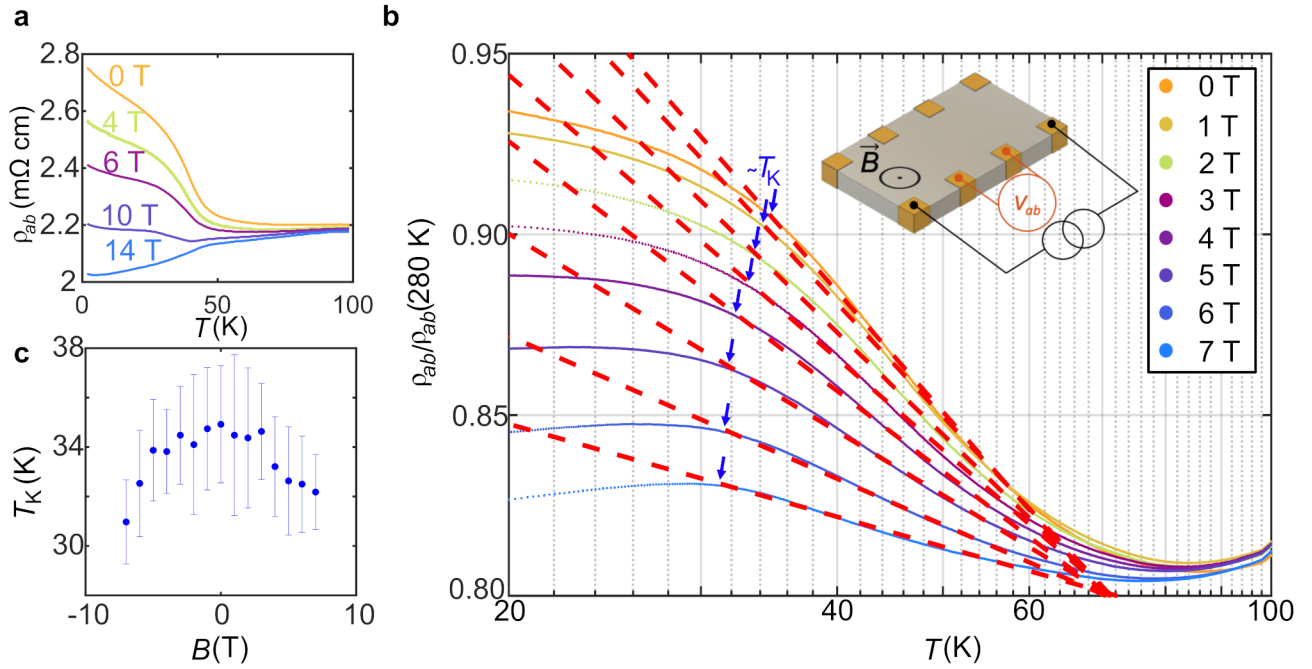 a
2.8
2.6
2.4
2.2
2
ρab (mΩ cm)
0 T
4 T
6 T
10 T
14 T
0
50
100
T(K)
b
0.95
0.90
0.85
0.80
ρab/ρab(280 K)
20
40
60
100
T(K)
~TK
B
Vab
0 T
1 T
2 T
3 T
4 T
5 T
6 T
7 T
c
38
34
30
TK(K)
-10
0
10
B(T)